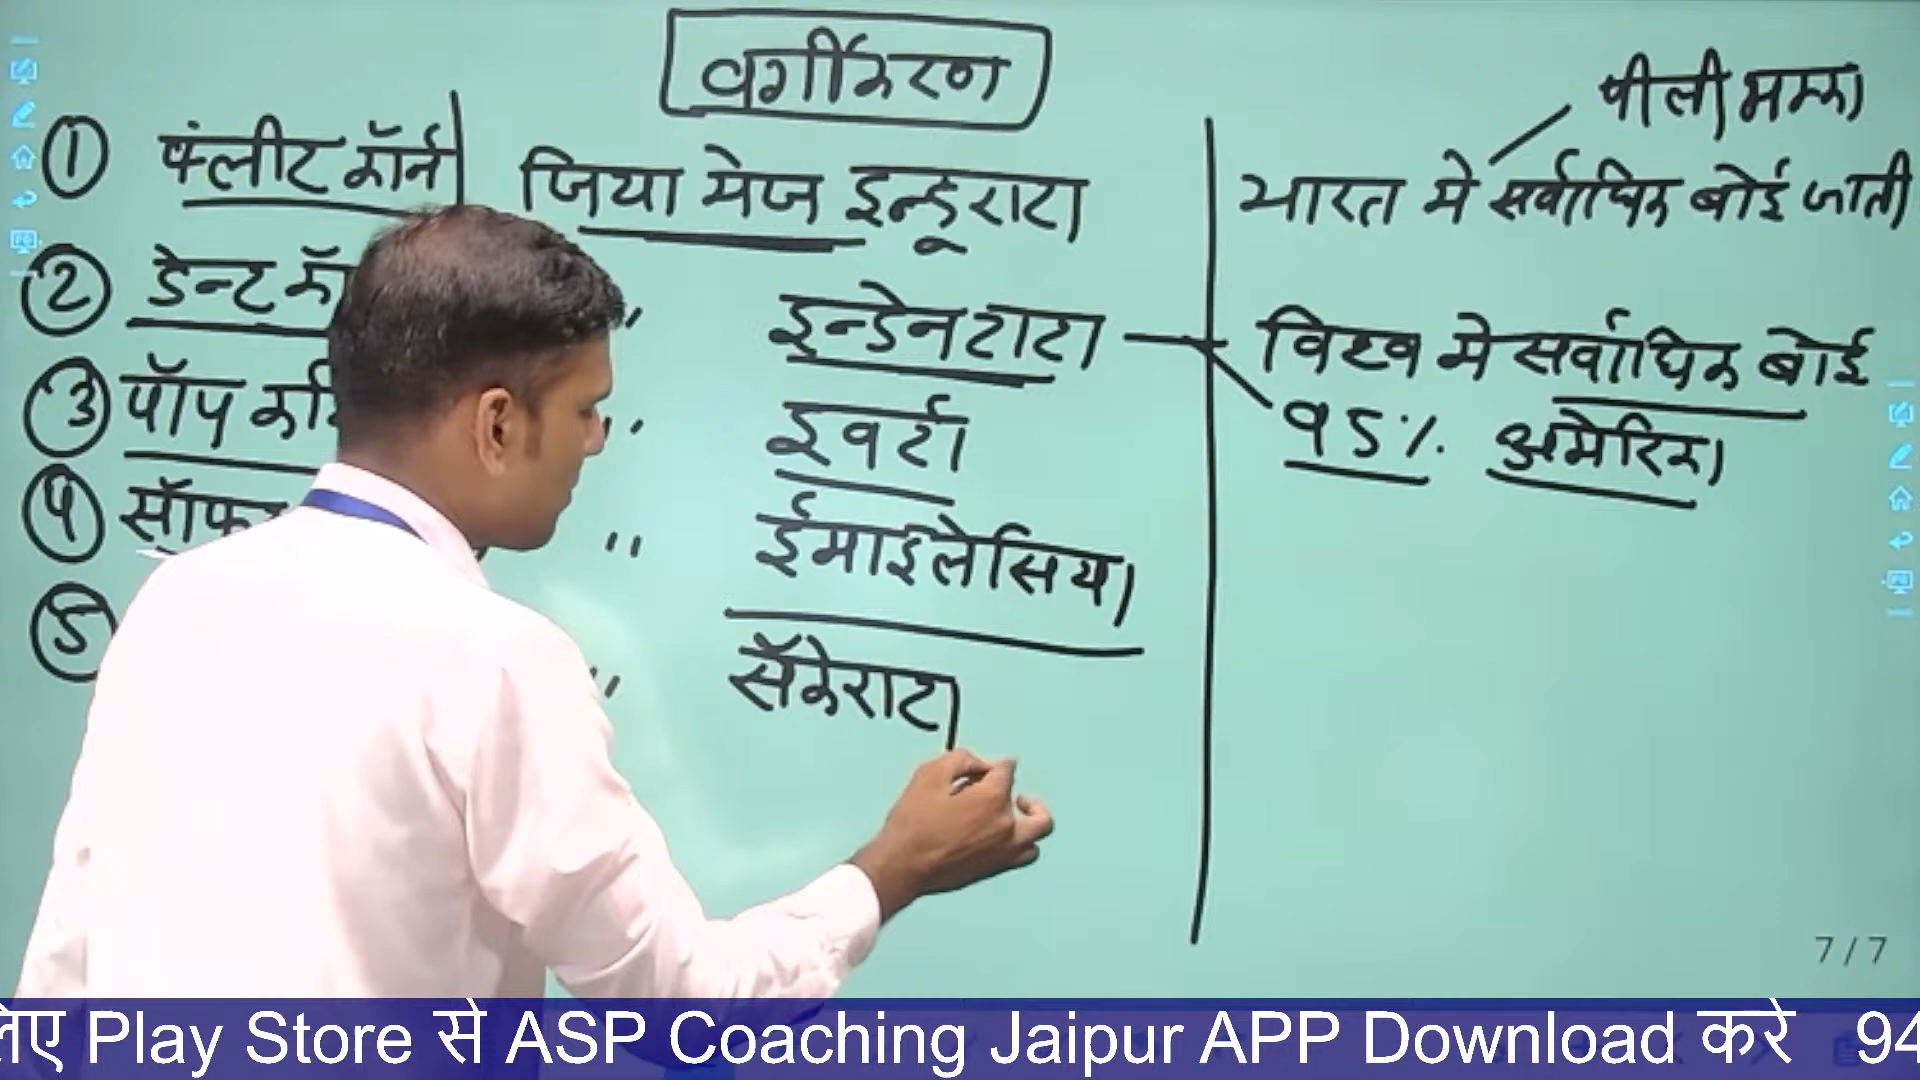 वर्गीकरण
पीली मक्का
① फ्लीट कॉर्न जिया मेज इन्डूराटा भारत में सर्वाधिक बोई जाती
② डेन्ट " इन्डेनटाटा विश्व में सर्वाधिक बोई
95% अमेरिका
③ पॉप " इवर्टा
④ सॉफ्ट " ईमाईलेसिया
⑤ " सॅकेराटा
7/7
लिए Play Store से ASP Coaching Jaipur APP Download करे 94